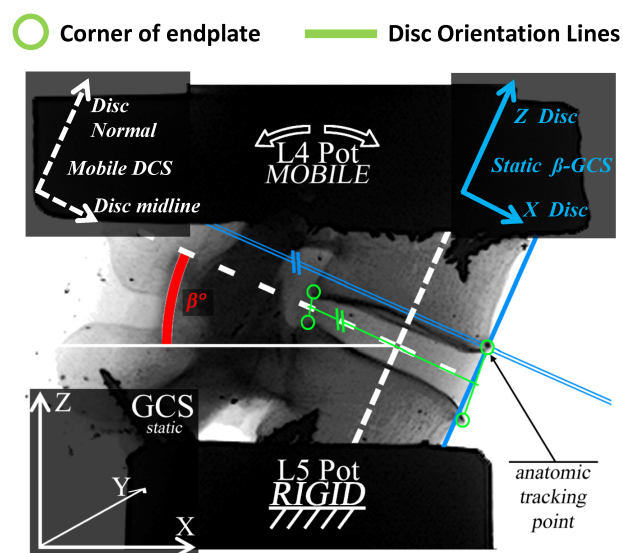 Corner of endplate
Disc Orientation Lines
Disc
Normal
Mobile DCS
Disc midline
L4 Pot
MOBILE
Z Disc
Static β-GCS
X Disc
β°
Z
GCS
static
Y
X
L5 Pot
RIGID
anatomic
tracking
point